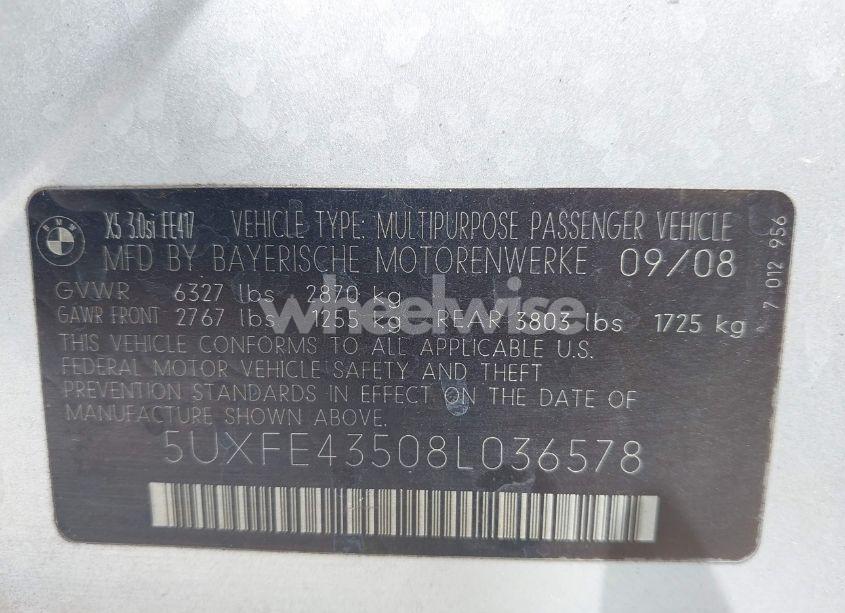 BMW
X5 3.0si FE417 VEHICLE TYPE: MULTIPURPOSE PASSENGER VEHICLE
MFD BY BAYERISCHE MOTORENWERKE 09/08
GVWR 6327 lbs 2870 kg
GAWR FRONT 2767 lbs 1255 kg REAR 3803 lbs 1725 kg
THIS VEHICLE CONFORMS TO ALL APPLICABLE U.S.
FEDERAL MOTOR VEHICLE SAFETY AND THEFT
PREVENTION STANDARDS IN EFFECT ON THE DATE OF
MANUFACTURE SHOWN ABOVE.
5UXFE43508L036578
7 012 956
wheelwise